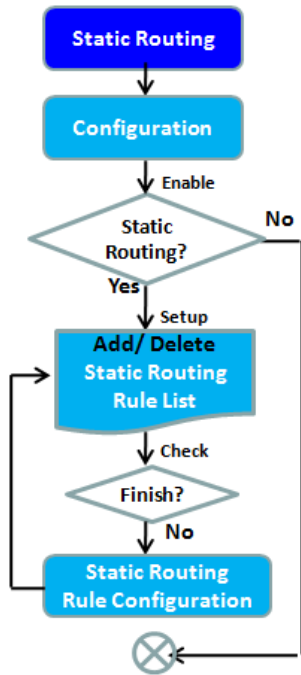 Static Routing
Configuration
Enable
Static
Routing?
No
Yes
Setup
Add/ Delete
Static Routing
Rule List
Check
Finish?
No
Static Routing
Rule Configuration